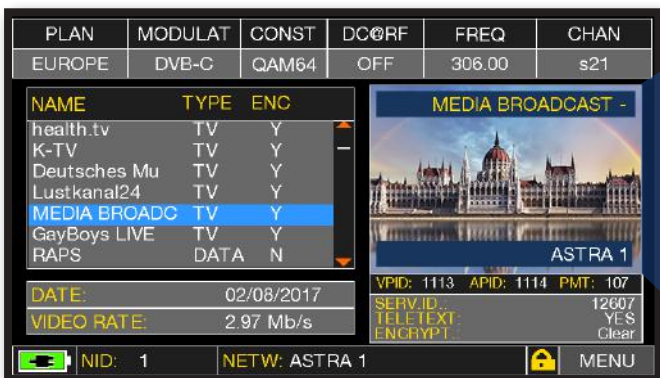 PLAN MODULAT CONST DC@RF FREQ CHAN
EUROPE DVB-C QAM64 OFF 306.00 s21
NAME TYPE ENC
health.tv TV Y
K-TV TV Y
Deutsches Mu TV Y
Lustkanal24 TV Y
MEDIA BROADC TV Y
GayBoys LIVE TV Y
RAPS DATA N
DATE: 02/08/2017
VIDEO RATE: 2.97 Mb/s
MEDIA BROADCAST -
ASTRA 1
VPID: 1113 APID: 1114 PMT: 107
SERV.ID.: 12607
TELETEXT: YES
ENCRYPT.: Clear
NID: 1 NETW: ASTRA 1 MENU